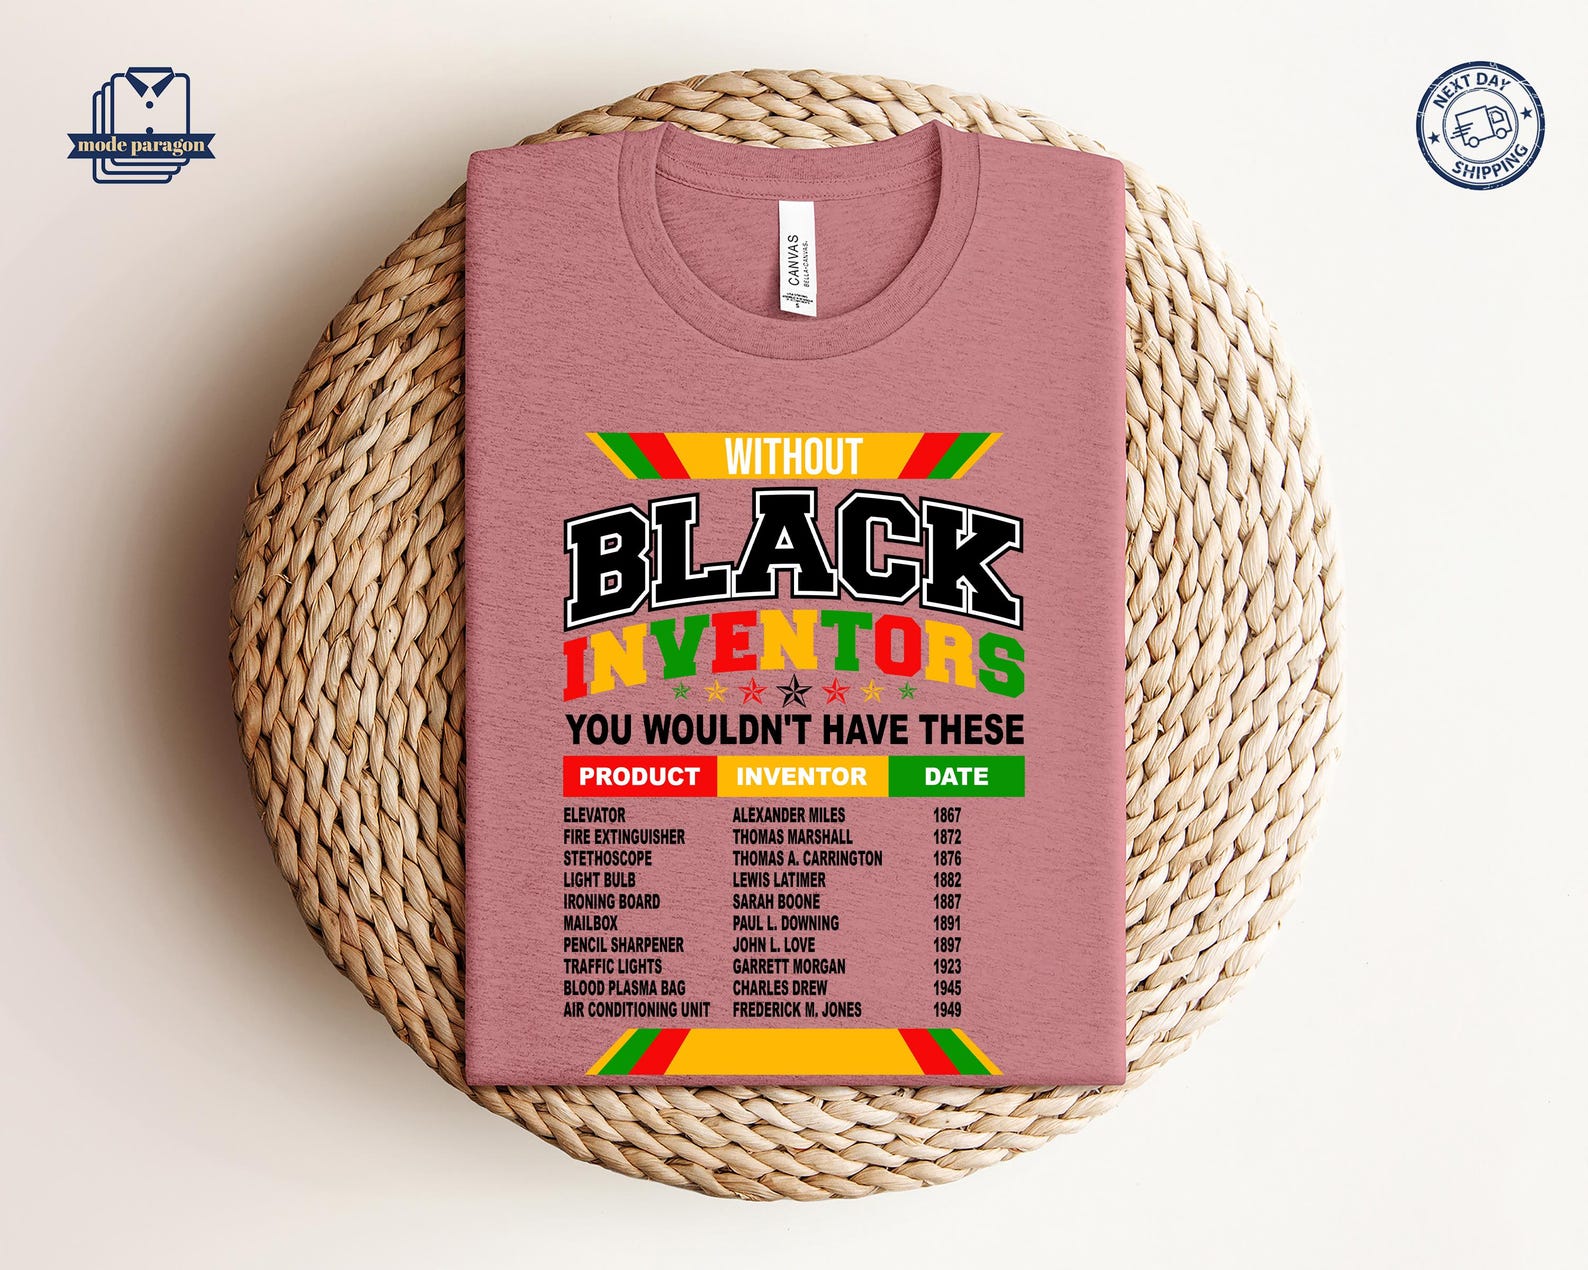 mode paragon
NEXT DAY
SHIPPING
CANVAS
BELLA+CANVAS.
S
WITHOUT
BLACK
INVENTORS
YOU WOULDN'T HAVE THESE
PRODUCT INVENTOR DATE
ELEVATOR ALEXANDER MILES 1867
FIRE EXTINGUISHER THOMAS MARSHALL 1872
STETHOSCOPE THOMAS A. CARRINGTON 1876
LIGHT BULB LEWIS LATIMER 1882
IRONING BOARD SARAH BOONE 1887
MAILBOX PAUL L. DOWNING 1891
PENCIL SHARPENER JOHN L. LOVE 1897
TRAFFIC LIGHTS GARRETT MORGAN 1923
BLOOD PLASMA BAG CHARLES DREW 1945
AIR CONDITIONING UNIT FREDERICK M. JONES 1949